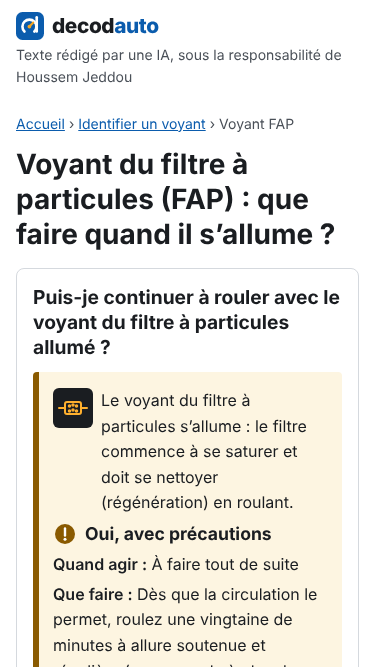 decodauto
Texte rédigé par une IA, sous la responsabilité de
Houssem Jeddou
Accueil › Identifier un voyant › Voyant FAP
Voyant du filtre à
particules (FAP) : que
faire quand il s’allume ?
Puis-je continuer à rouler avec le
voyant du filtre à particules
allumé ?
Le voyant du filtre à
particules s’allume : le filtre
commence à se saturer et
doit se nettoyer
(régénération) en roulant.
Oui, avec précautions
Quand agir : À faire tout de suite
Que faire : Dès que la circulation le
permet, roulez une vingtaine de
minutes à allure soutenue et